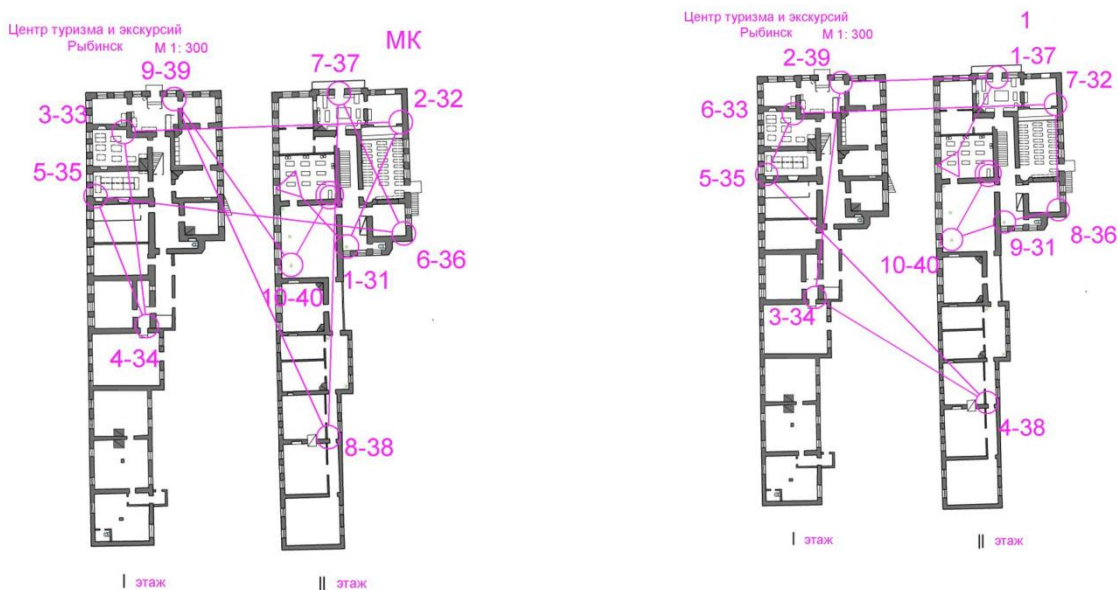 Центр туризма и экскурсий
Рыбинск М 1: 300
МК
9-39
7-37
3-33
2-32
5-35
6-36
10-40
1-31
4-34
8-38
I этаж
II этаж
Центр туризма и экскурсий
Рыбинск М 1: 300
1
2-39
1-37
7-32
6-33
5-35
8-36
9-31
10-40
3-34
4-38
I этаж
II этаж